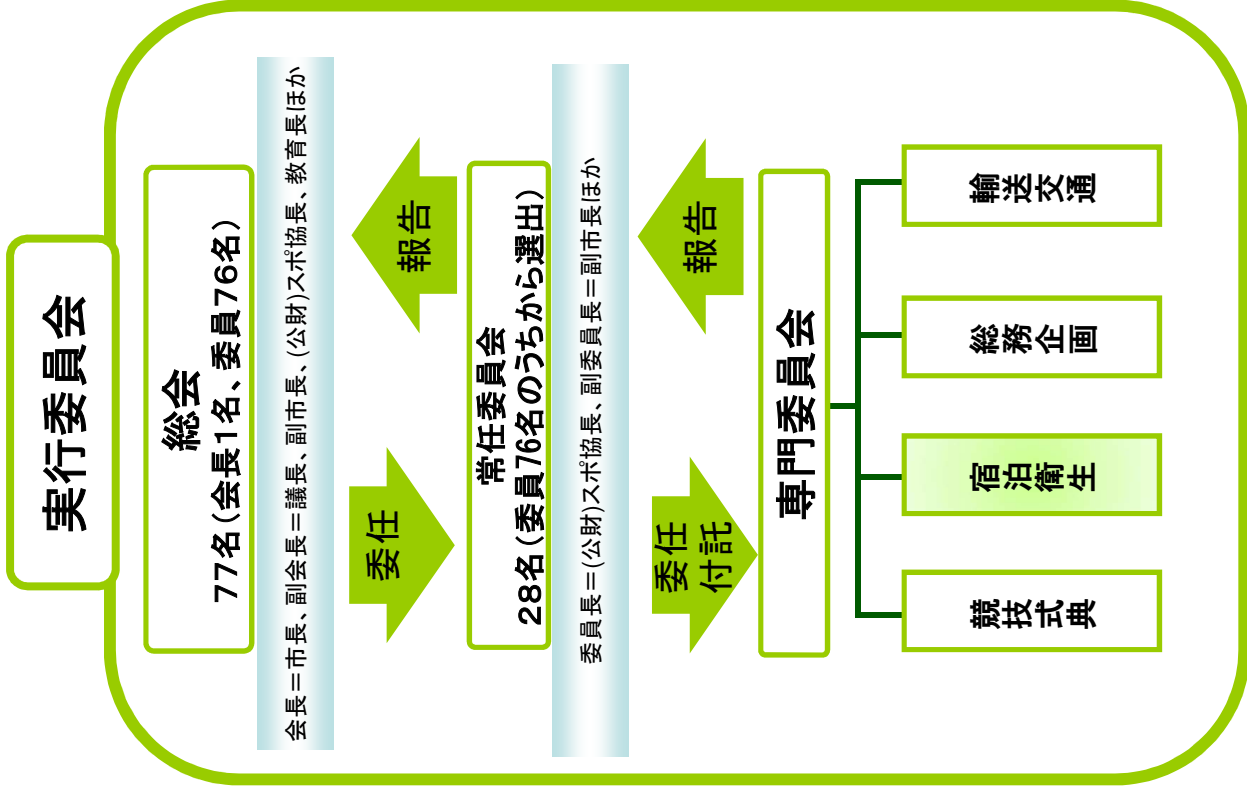 実行委員会
総会
77名(会長1名、委員76名)
会長=市長、副会長=議長、副市長、(公財)スポ協長、教育長ほか
委任
報告
常任委員会
28名(委員76名のうちから選出)
委員長=(公財)スポ協長、副委員長=副市長ほか
委任
付託
報告
専門委員会
競技
式典
宿泊
衛生
総務
企画
輸送
交通